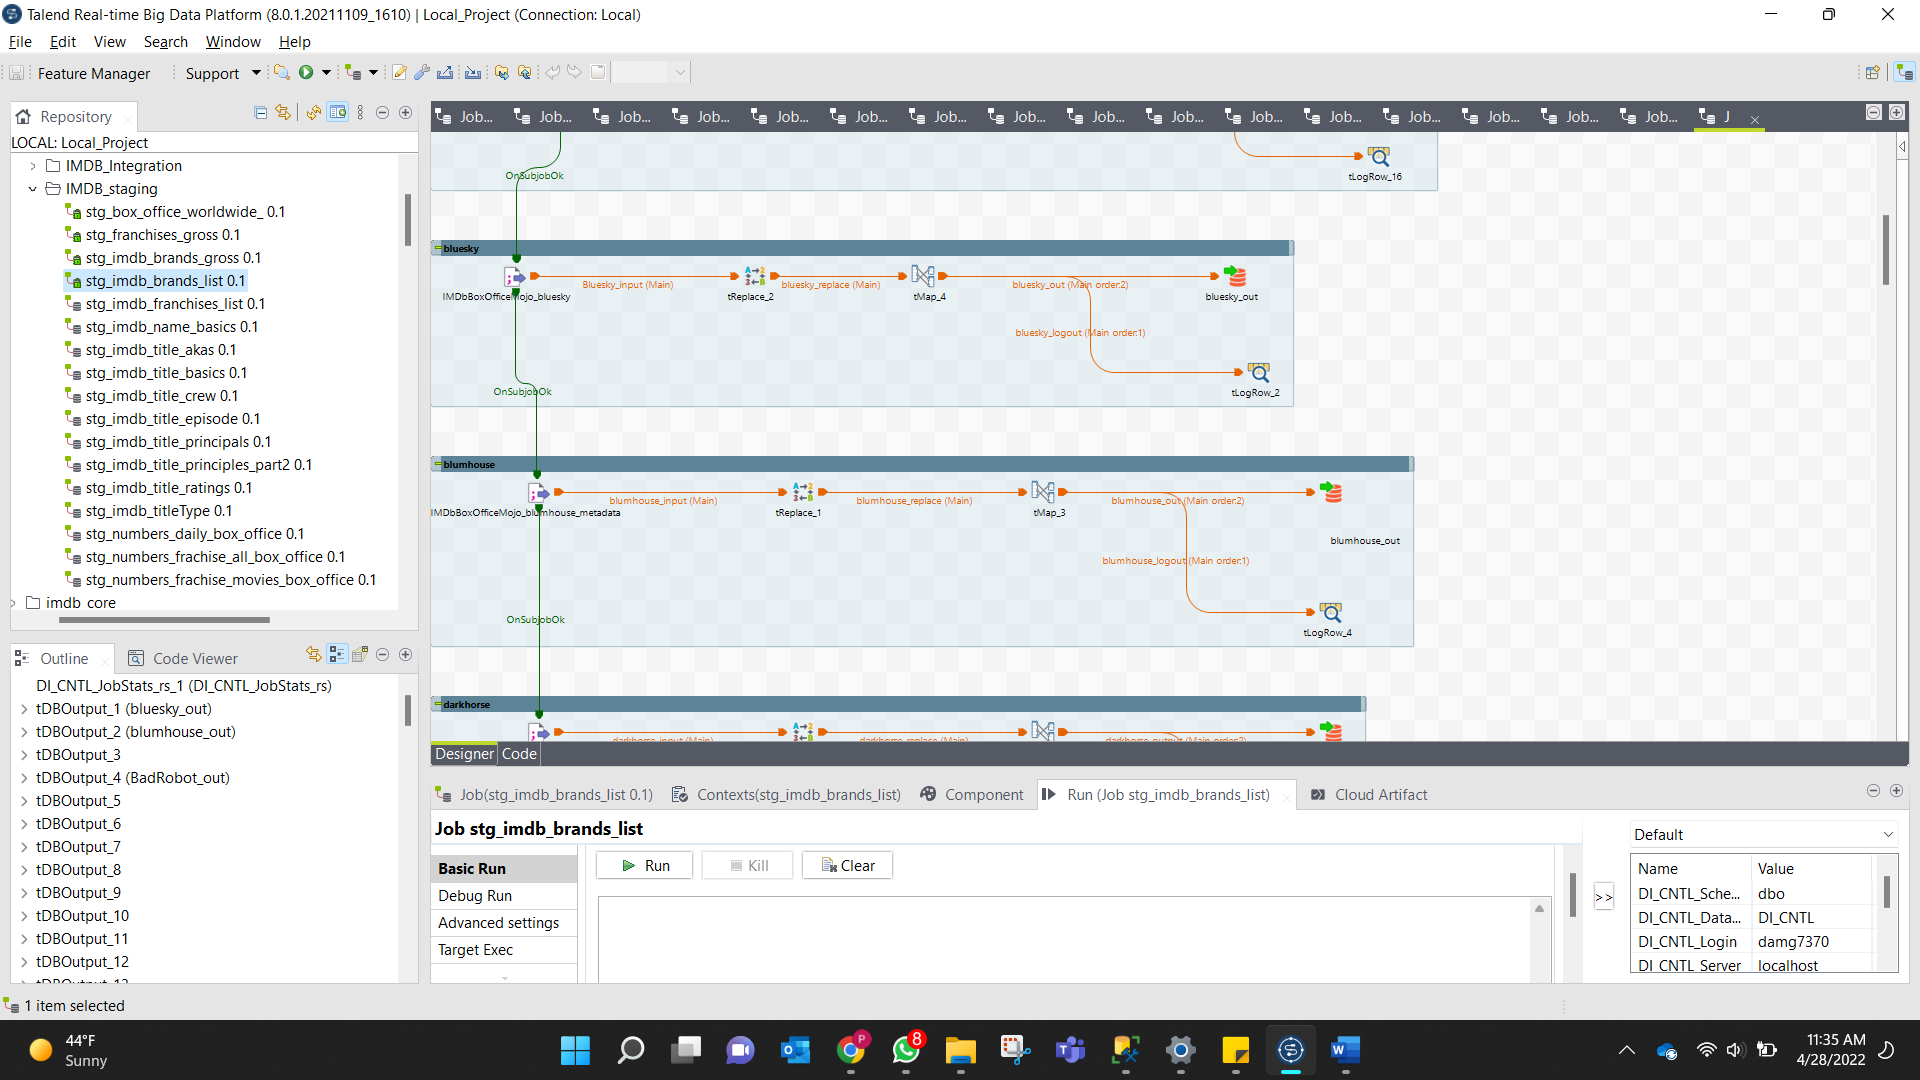 Talend Real-time Big Data Platform (8.0.1.20211109_1610) | Local_Project (Connection: Local)
File Edit View Search Window Help
Feature Manager Support
Repository
LOCAL: Local_Project
IMDB_Integration
IMDB_staging
stg_box_office_worldwide_ 0.1
stg_franchises_gross 0.1
stg_imdb_brands_gross 0.1
stg_imdb_brands_list 0.1
stg_imdb_franchises_list 0.1
stg_imdb_name_basics 0.1
stg_imdb_title_akas 0.1
stg_imdb_title_basics 0.1
stg_imdb_title_crew 0.1
stg_imdb_title_episode 0.1
stg_imdb_title_principals 0.1
stg_imdb_title_principles_part2 0.1
stg_imdb_title_ratings 0.1
stg_imdb_titleType 0.1
stg_numbers_daily_box_office 0.1
stg_numbers_frachise_all_box_office 0.1
stg_numbers_frachise_movies_box_office 0.1
imdb core
Outline Code Viewer
DI_CNTL_JobStats_rs_1 (DI_CNTL_JobStats_rs)
tDBOutput_1 (bluesky_out)
tDBOutput_2 (blumhouse_out)
tDBOutput_3
tDBOutput_4 (BadRobot_out)
tDBOutput_5
tDBOutput_6
tDBOutput_7
tDBOutput_8
tDBOutput_9
tDBOutput_10
tDBOutput_11
tDBOutput_12
Job... Job... Job... Job... Job... Job... Job... Job... Job... Job... Job... Job... Job... Job... Job... Job... J
OnSubjobOk
tLogRow_16
bluesky
Bluesky_input (Main) bluesky_replace (Main) bluesky_out (Main order:2)
IMDbBoxOfficeMojo_bluesky tReplace_2 tMap_4 bluesky_out
bluesky_logout (Main order:1)
OnSubjobOk
tLogRow_2
blumhouse
blumhouse_input (Main) blumhouse_replace (Main) blumhouse_out (Main order:2)
IMDbBoxOfficeMojo_blumhouse_metadata tReplace_1 tMap_3
blumhouse_out
blumhouse_logout (Main order:1)
OnSubjobOk
tLogRow_4
darkhorse
darkhorse_input (Main) darkhorse_replace (Main) darkhorse_output (Main order:2)
Designer Code
Job(stg_imdb_brands_list 0.1) Contexts(stg_imdb_brands_list) Component Run (Job stg_imdb_brands_list) Cloud Artifact
Job stg_imdb_brands_list
Basic Run
Debug Run
Advanced settings
Target Exec
Run Kill Clear
>>
Default
Name Value
DI_CNTL_Sche... dbo
DI_CNTL_Data... DI_CNTL
DI_CNTL_Login damg7370
DI_CNTL_Server localhost
1 item selected
44°F
Sunny
P
8
11:35 AM
4/28/2022